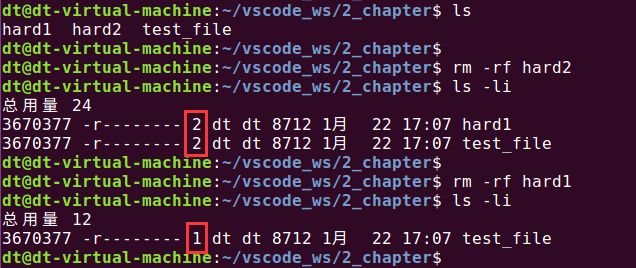 dt@dt-virtual-machine:~/vscode_ws/2_chapter$ ls
hard1  hard2  test_file
dt@dt-virtual-machine:~/vscode_ws/2_chapter$
dt@dt-virtual-machine:~/vscode_ws/2_chapter$ rm -rf hard2
dt@dt-virtual-machine:~/vscode_ws/2_chapter$ ls -li
总用量 24
3670377 -r-------- 2 dt dt 8712 1月  22 17:07 hard1
3670377 -r-------- 2 dt dt 8712 1月  22 17:07 test_file
dt@dt-virtual-machine:~/vscode_ws/2_chapter$
dt@dt-virtual-machine:~/vscode_ws/2_chapter$ rm -rf hard1
dt@dt-virtual-machine:~/vscode_ws/2_chapter$ ls -li
总用量 12
3670377 -r-------- 1 dt dt 8712 1月  22 17:07 test_file
dt@dt-virtual-machine:~/vscode_ws/2_chapter$